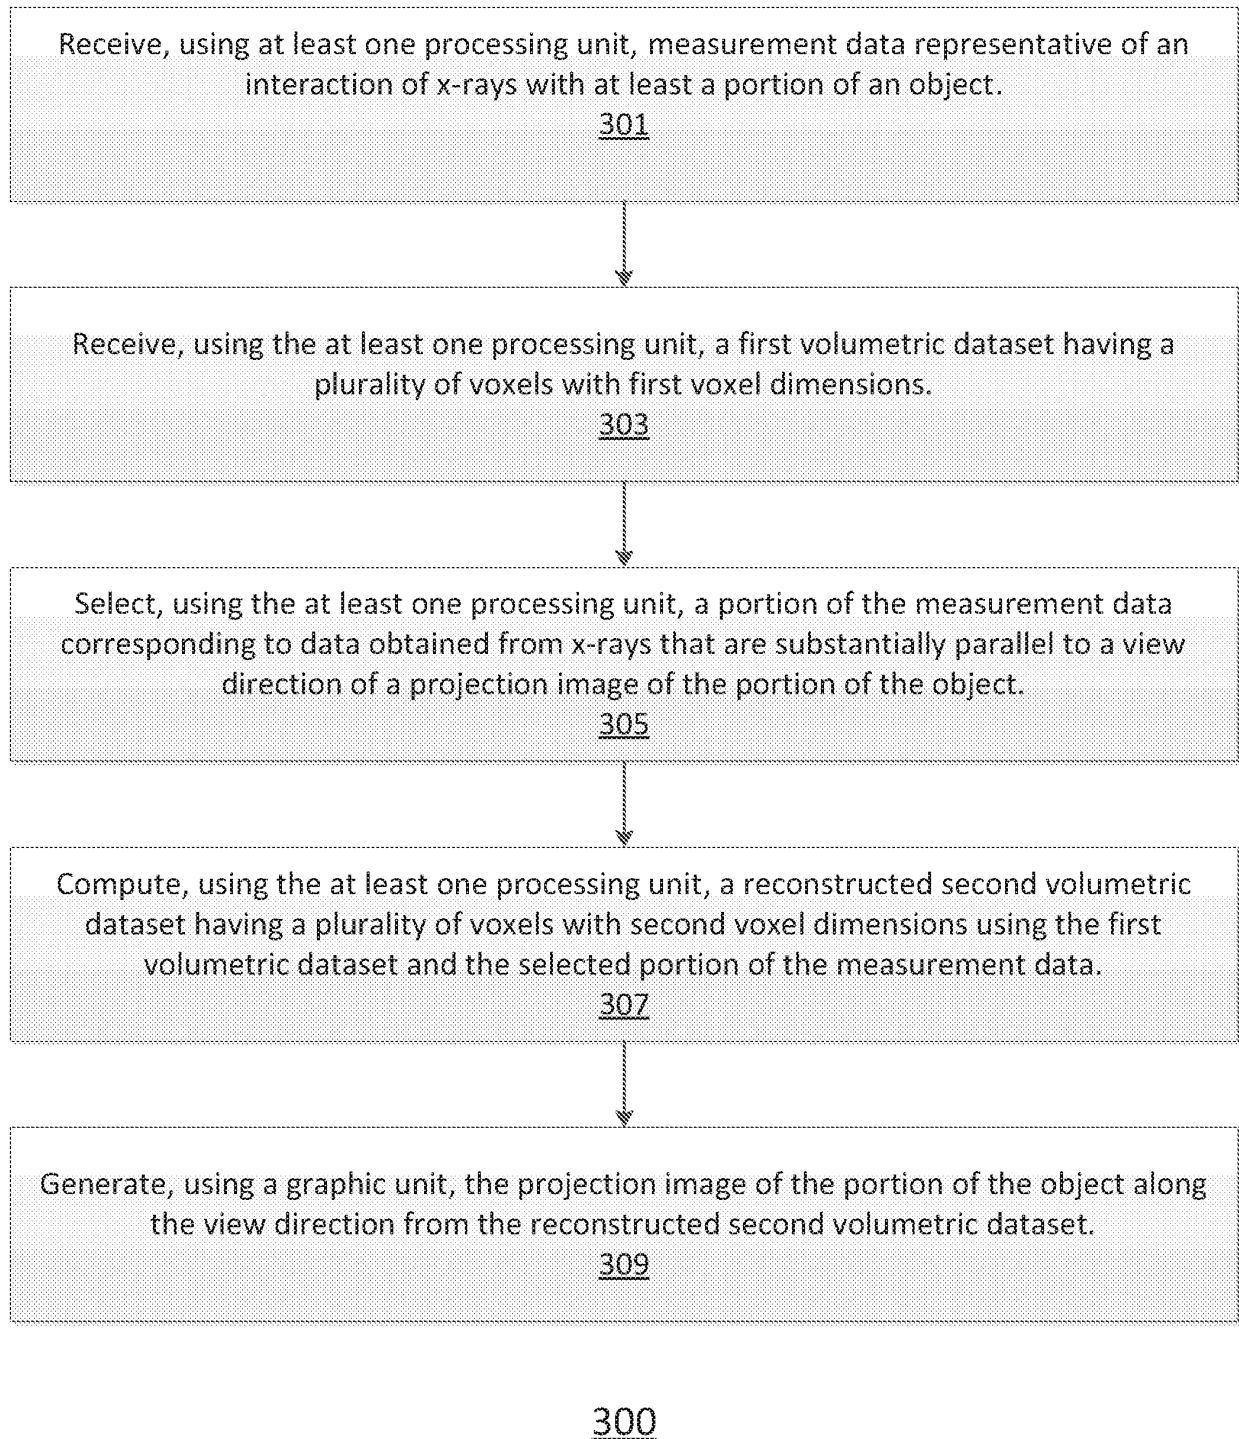 Receive, using at least one processing unit, measurement data representative of an
interaction of x-rays with at least a portion of an object.
301
Receive, using the at least one processing unit, a first volumetric dataset having a
plurality of voxels with first voxel dimensions.
303
Select, using the at least one processing unit, a portion of the measurement data
corresponding to data obtained from x-rays that are substantially parallel to a view
direction of a projection image of the portion of the object.
305
Compute, using the at least one processing unit, a reconstructed second volumetric
dataset having a plurality of voxels with second voxel dimensions using the first
volumetric dataset and the selected portion of the measurement data.
307
Generate, using a graphic unit, the projection image of the portion of the object along
the view direction from the reconstructed second volumetric dataset.
309
300